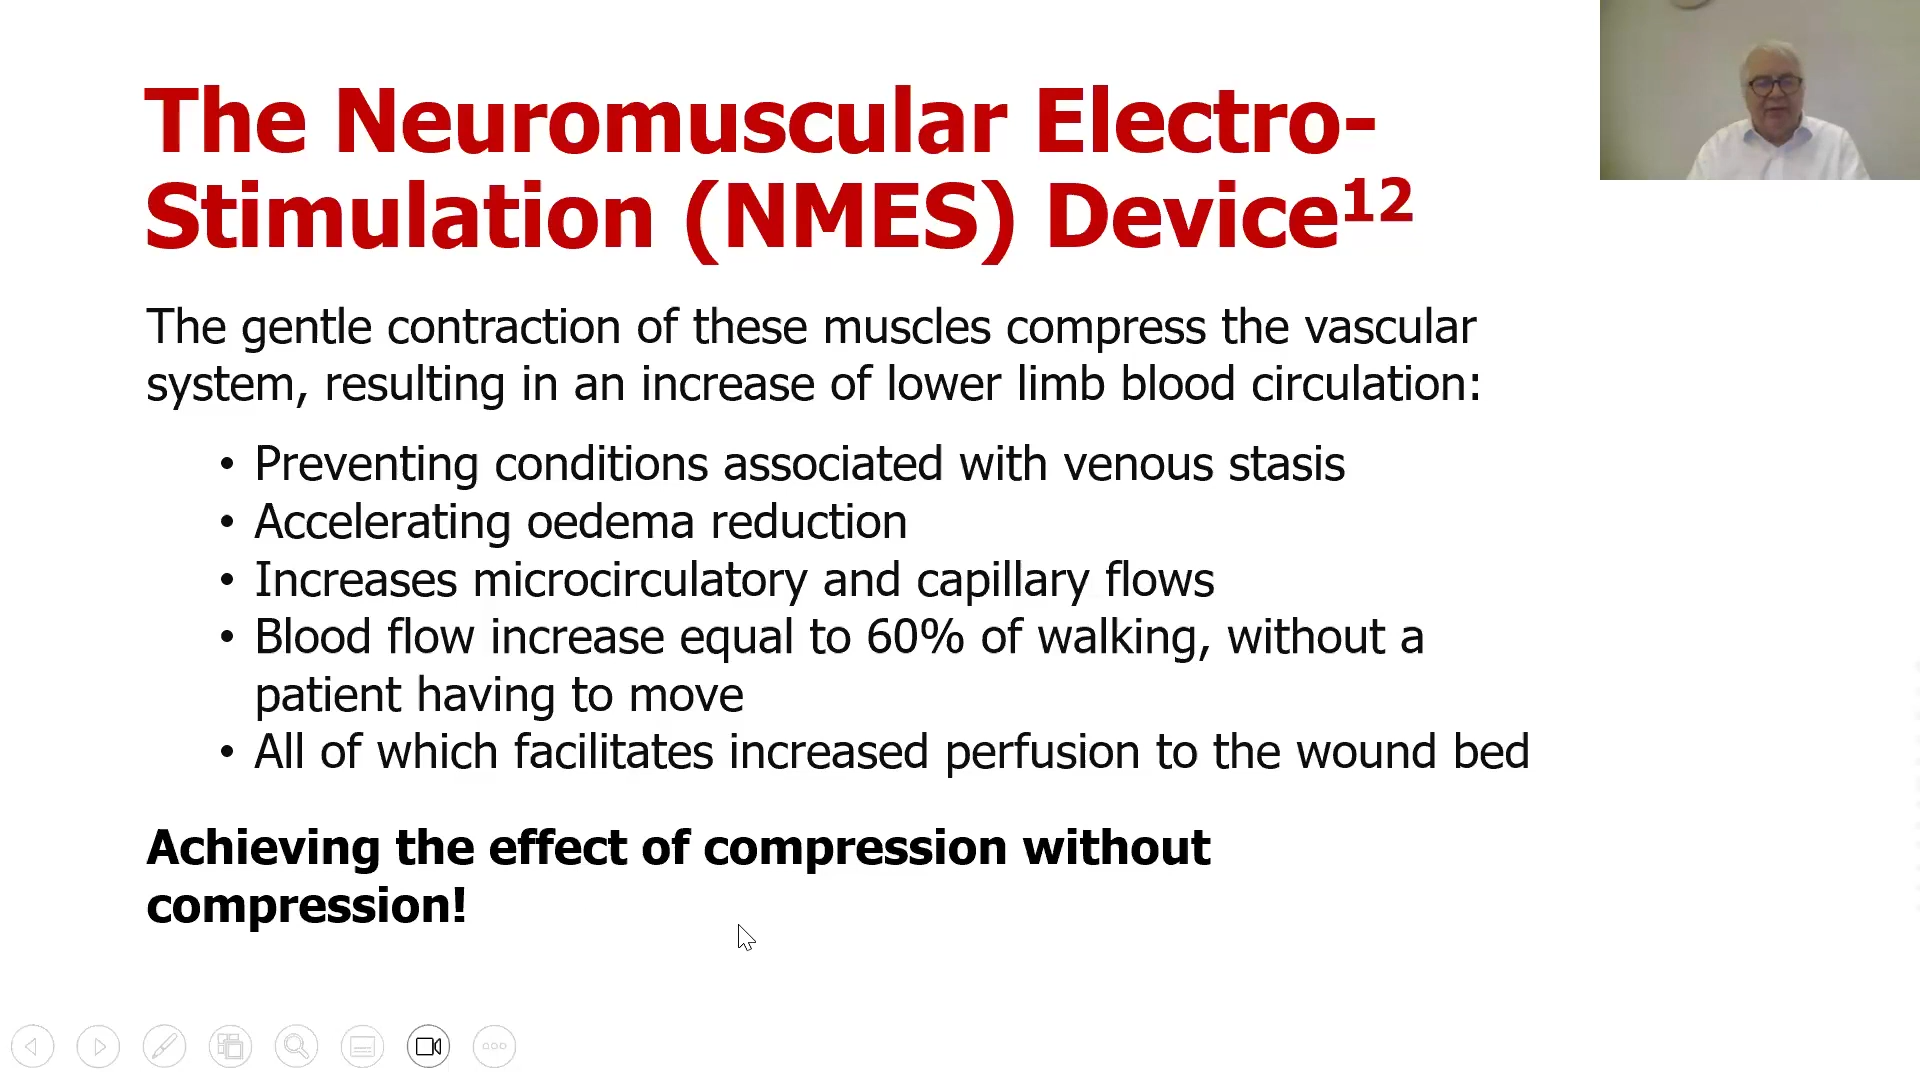 The Neuromuscular Electro-
Stimulation (NMES) Device¹²
The gentle contraction of these muscles compress the vascular
system, resulting in an increase of lower limb blood circulation:
• Preventing conditions associated with venous stasis
• Accelerating oedema reduction
• Increases microcirculatory and capillary flows
• Blood flow increase equal to 60% of walking, without a
patient having to move
• All of which facilitates increased perfusion to the wound bed
Achieving the effect of compression without
compression!